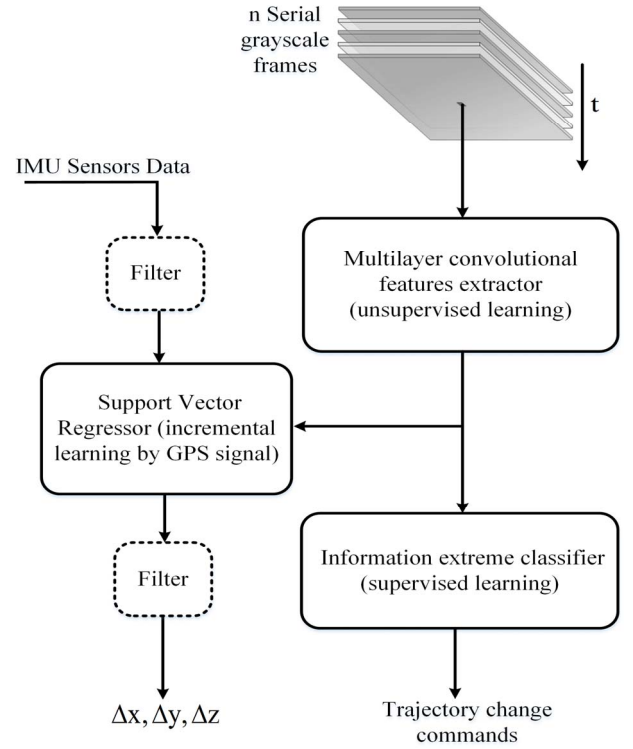 n Serial
grayscale
frames
t
IMU Sensors Data
Filter
Multilayer convolutional
features extractor
(unsupervised learning)
Support Vector
Regressor (incremental
learning by GPS signal)
Filter
Information extreme classifier
(supervised learning)
Δx, Δy, Δz
Trajectory change
commands